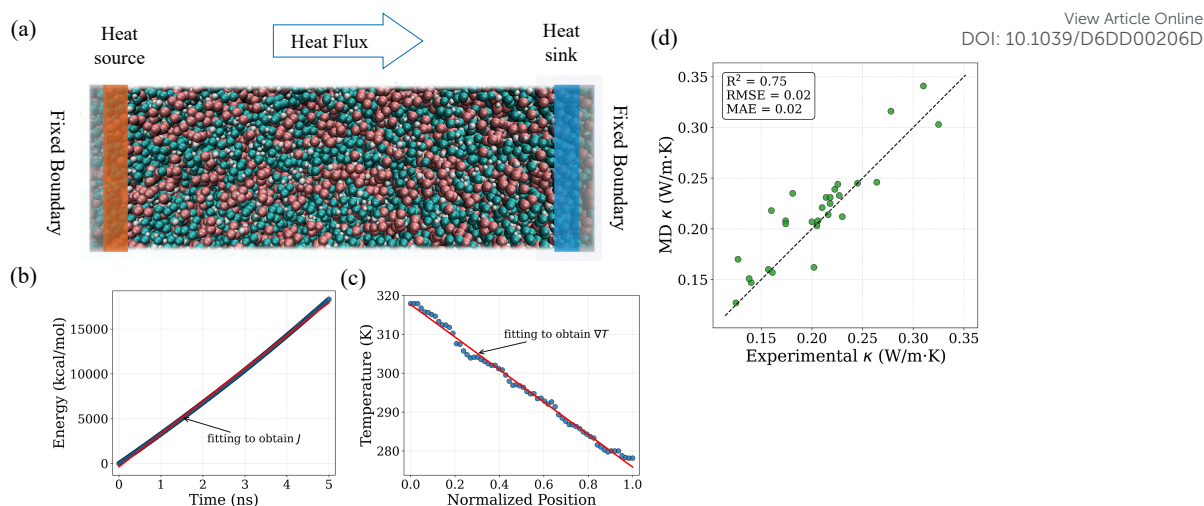 View Article Online
DOI: 10.1039/D6DD00206D
(a)
Heat
source
Heat Flux
Heat
sink
Fixed Boundary
Fixed Boundary
(b)
Energy (kcal/mol)
15000
10000
5000
0
fitting to obtain J
0
1
2
3
4
5
Time (ns)
(c)
Temperature (K)
320
310
300
290
280
fitting to obtain ∇T
0.0
0.2
0.4
0.6
0.8
1.0
Normalized Position
(d)
R² = 0.75
RMSE = 0.02
MAE = 0.02
MD κ (W/m·K)
0.35
0.30
0.25
0.20
0.15
0.15
0.20
0.25
0.30
0.35
Experimental κ (W/m·K)